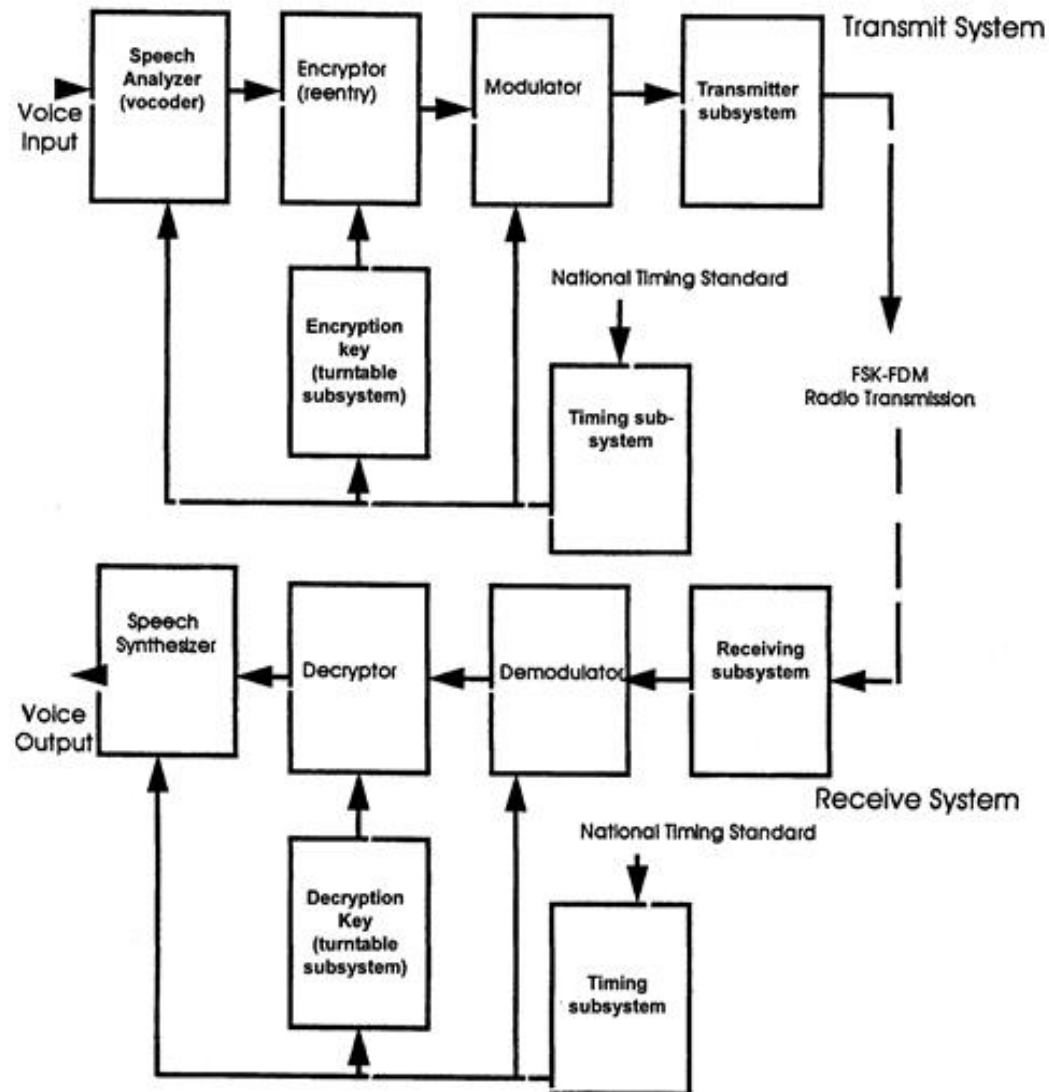 Transmit System
Speech
Analyzer
(vocoder)
Encryptor
(reentry)
Modulator
Transmitter
subsystem
Voice
Input
National Timing Standard
Encryption
key
(turntable
subsystem)
Timing sub-
system
FSK-FDM
Radio Transmission
Speech
Synthesizer
Decryptor
Demodulator
Receiving
subsystem
Voice
Output
Receive System
National Timing Standard
Decryption
Key
(turntable
subsystem)
Timing
subsystem